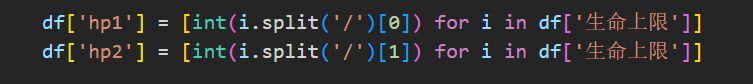 df['hp1'] = [int(i.split('/')[0]) for i in df['生命上限']]
df['hp2'] = [int(i.split('/')[1]) for i in df['生命上限']]